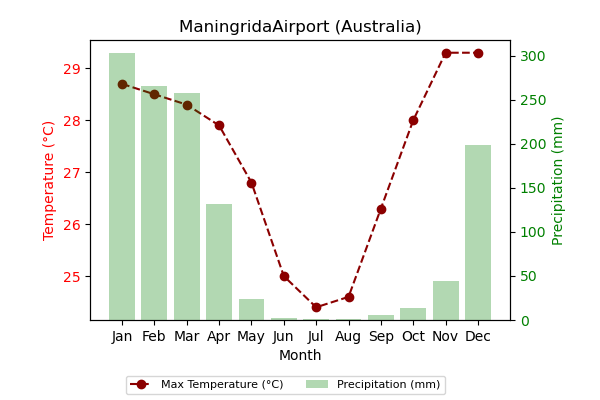 ManingridaAirport (Australia)
29
28
27
26
25
Temperature (°C)
300
250
200
150
100
50
0
Precipitation (mm)
Jan Feb Mar Apr May Jun Jul Aug Sep Oct Nov Dec
Month
Max Temperature (°C) Precipitation (mm)